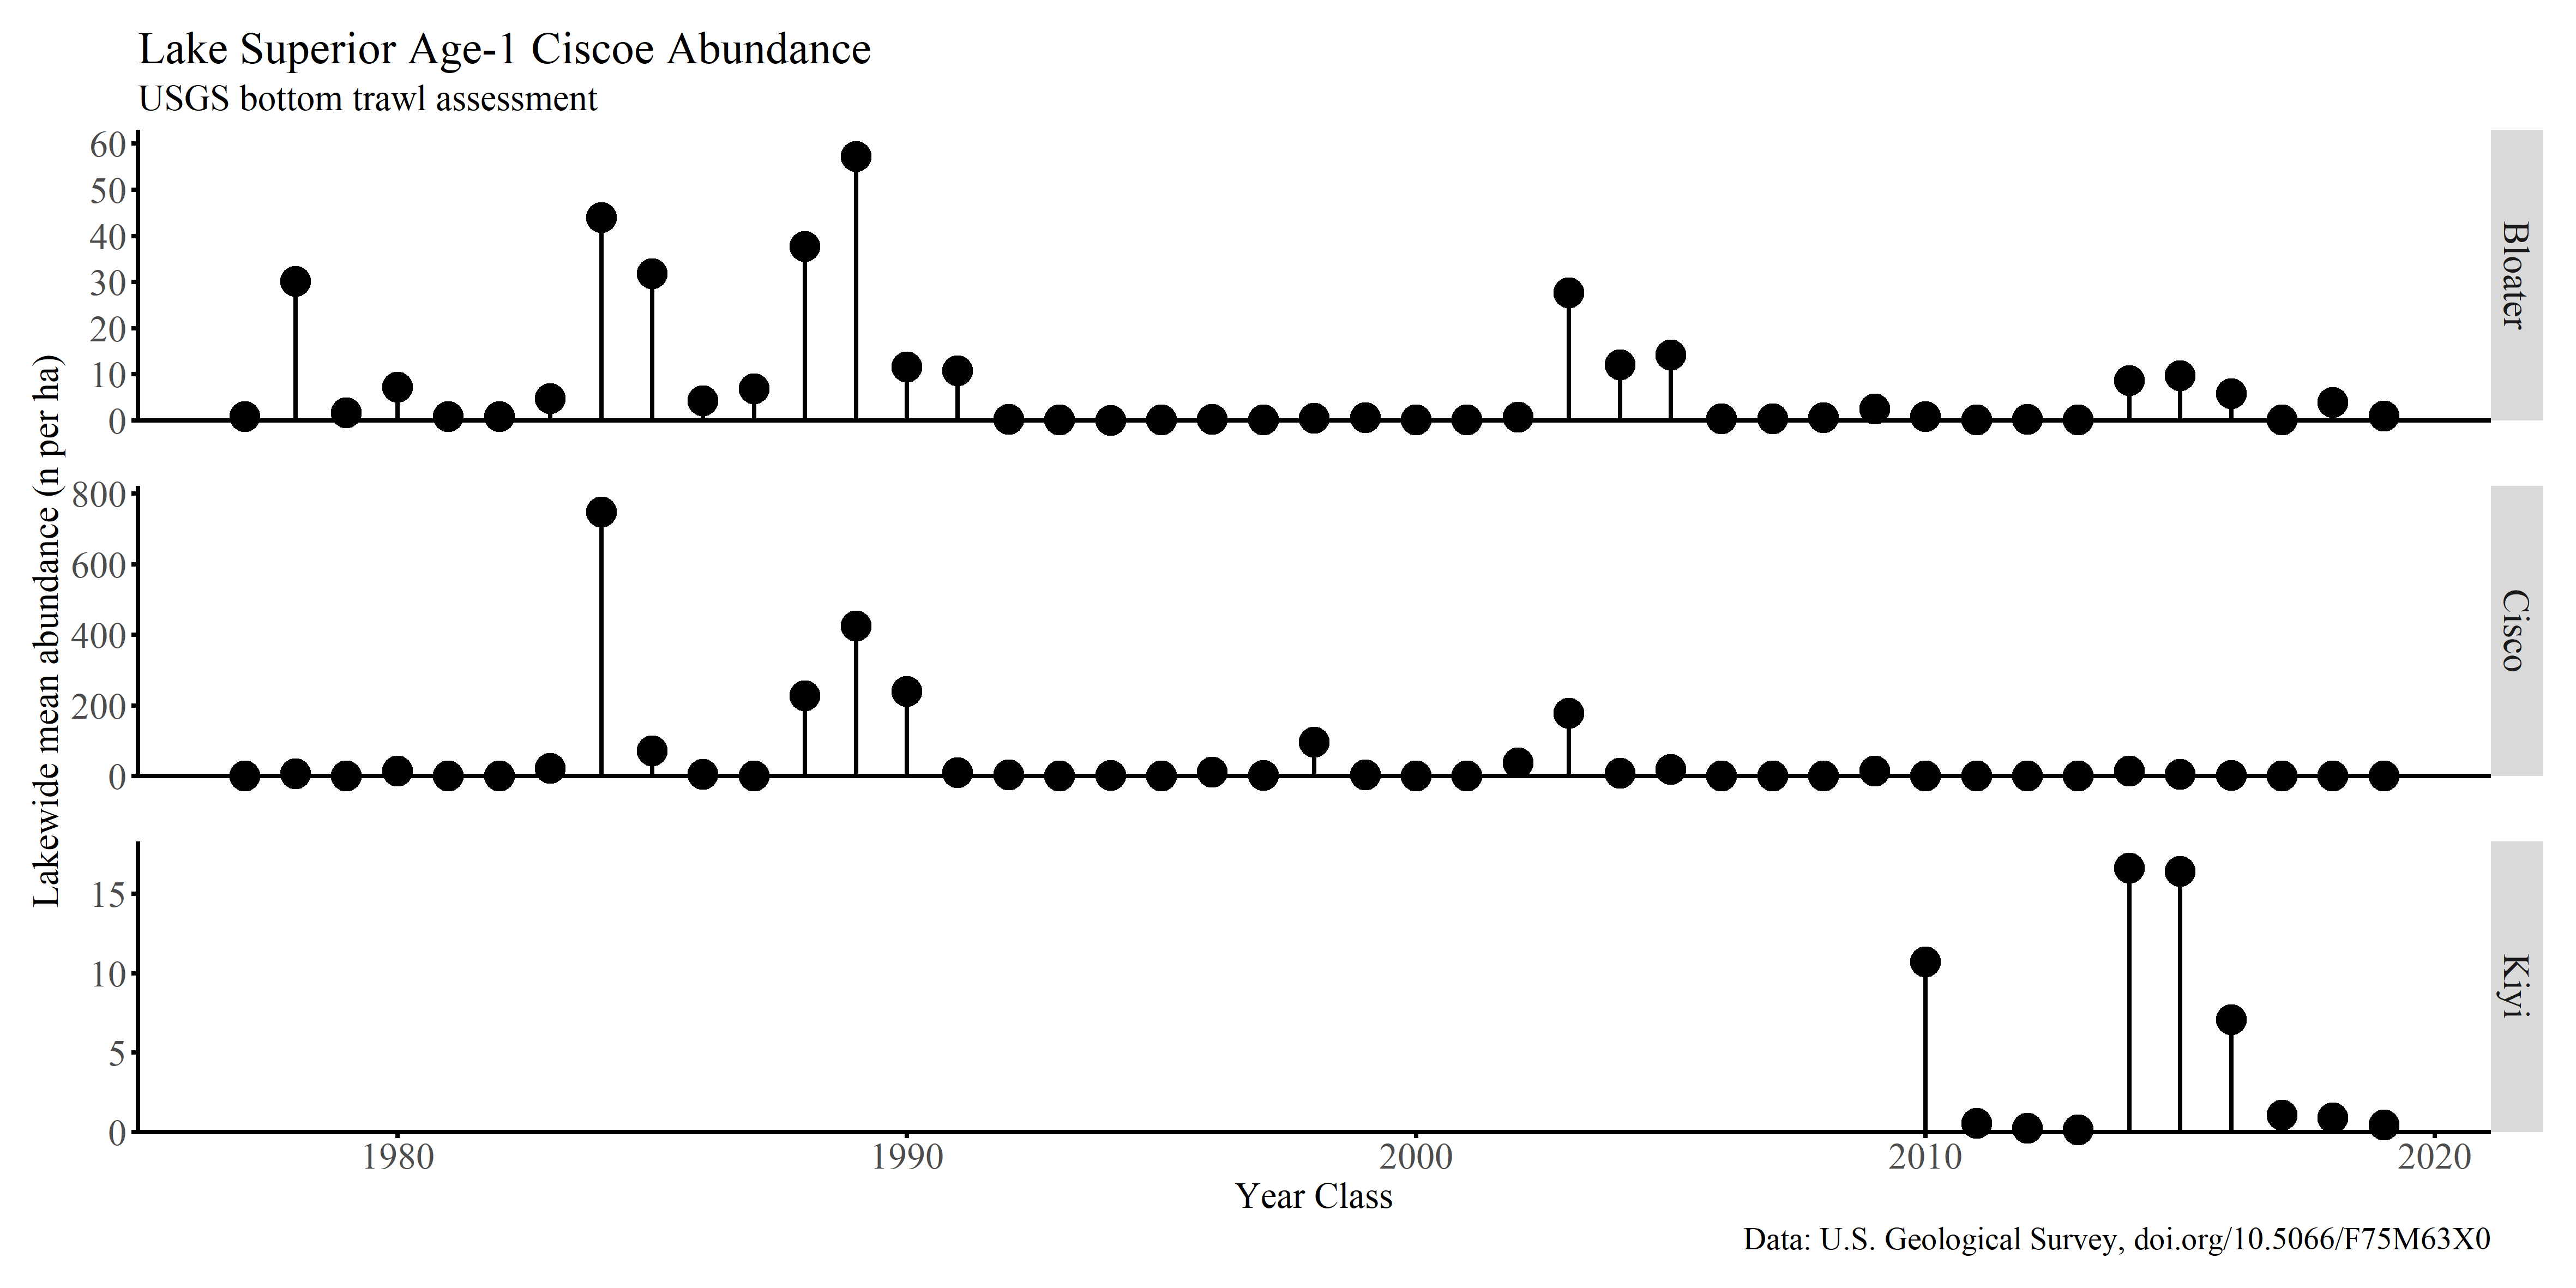 Lake Superior Age-1 Ciscoe Abundance
USGS bottom trawl assessment
Lakewide mean abundance (n per ha)
60
50
40
30
20
10
0
Bloater
800
600
400
200
0
Cisco
15
10
5
0
Kiyi
1980 1990 2000 2010 2020
Year Class
Data: U.S. Geological Survey, doi.org/10.5066/F75M63X0